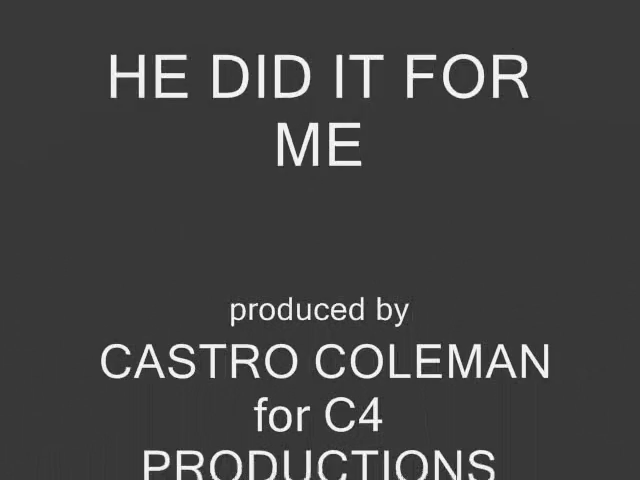 HE DID IT FOR
ME
produced by
CASTRO COLEMAN
for C4
PRODUCTIONS